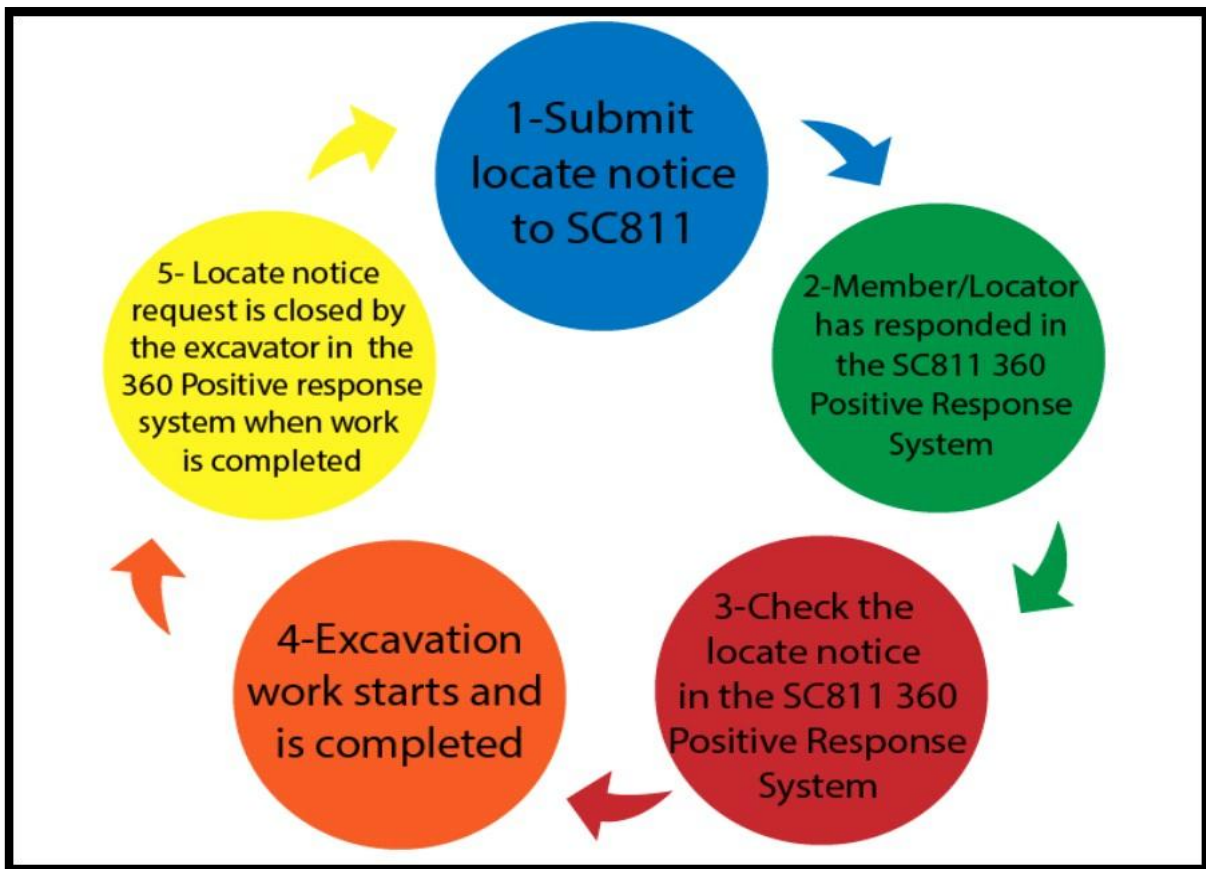 1-Submit
locate notice
to SC811
2-Member/Locator
has responded in
the SC811 360
Positive Response
System
3-Check the
locate notice
in the SC811 360
Positive Response
System
4-Excavation
work starts and
is completed
5- Locate notice
request is closed by
the excavator in the
360 Positive response
system when work
is completed